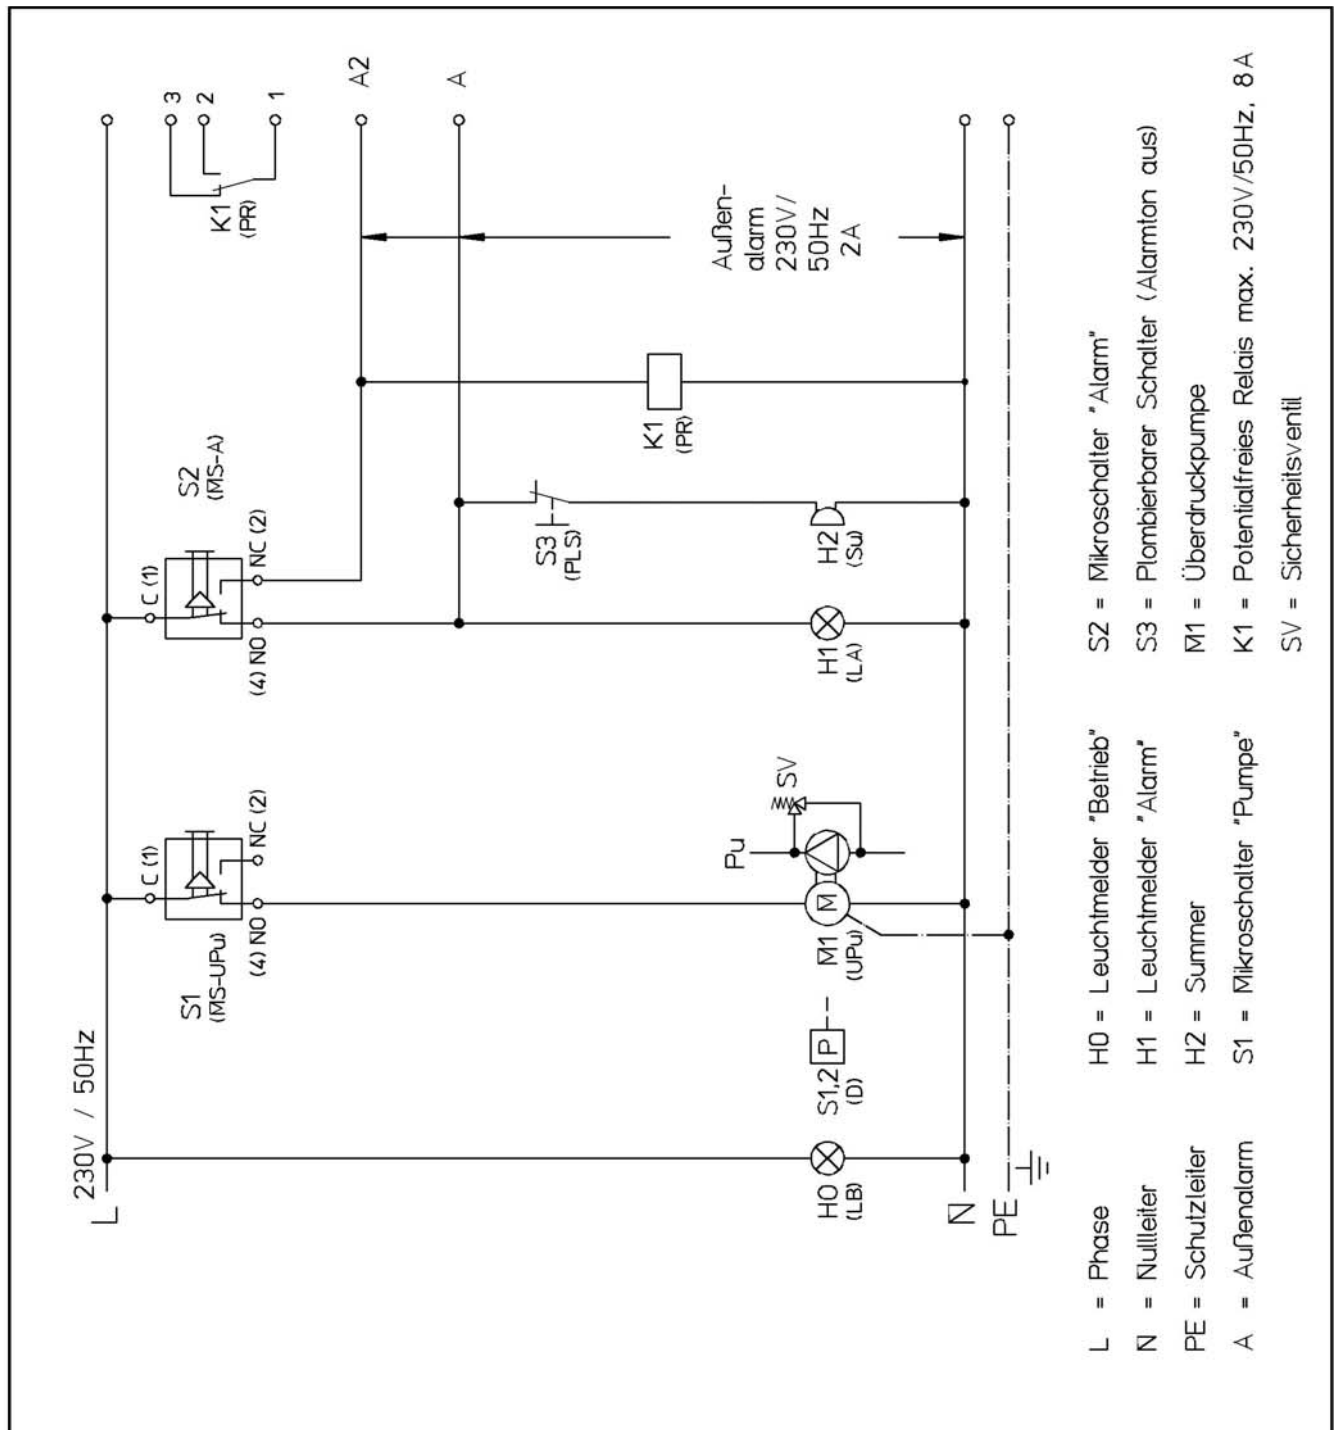 230V / 50Hz
L
N
PE
H0
(LB)
S1,2
(D)
P
S1
(MS-UPu)
C (1)
(4) NO
NC (2)
M1
(UPu)
M
Pu
SV
S2
(MS-A)
C (1)
(4) NO
NC (2)
H1
(LA)
S3
(PLS)
H2
(Su)
K1
(PR)
K1
(PR)
3
2
1
A2
A
Außen-
alarm
230V/
50Hz
2A
L = Phase
N = Nullleiter
PE = Schutzleiter
A = Außenalarm
H0 = Leuchtmelder "Betrieb"
H1 = Leuchtmelder "Alarm"
H2 = Summer
S1 = Mikroschalter "Pumpe"
S2 = Mikroschalter "Alarm"
S3 = Plombierbarer Schalter (Alarmton aus)
M1 = Überdruckpumpe
K1 = Potentialfreies Relais max. 230V/50Hz, 8A
SV = Sicherheitsventil